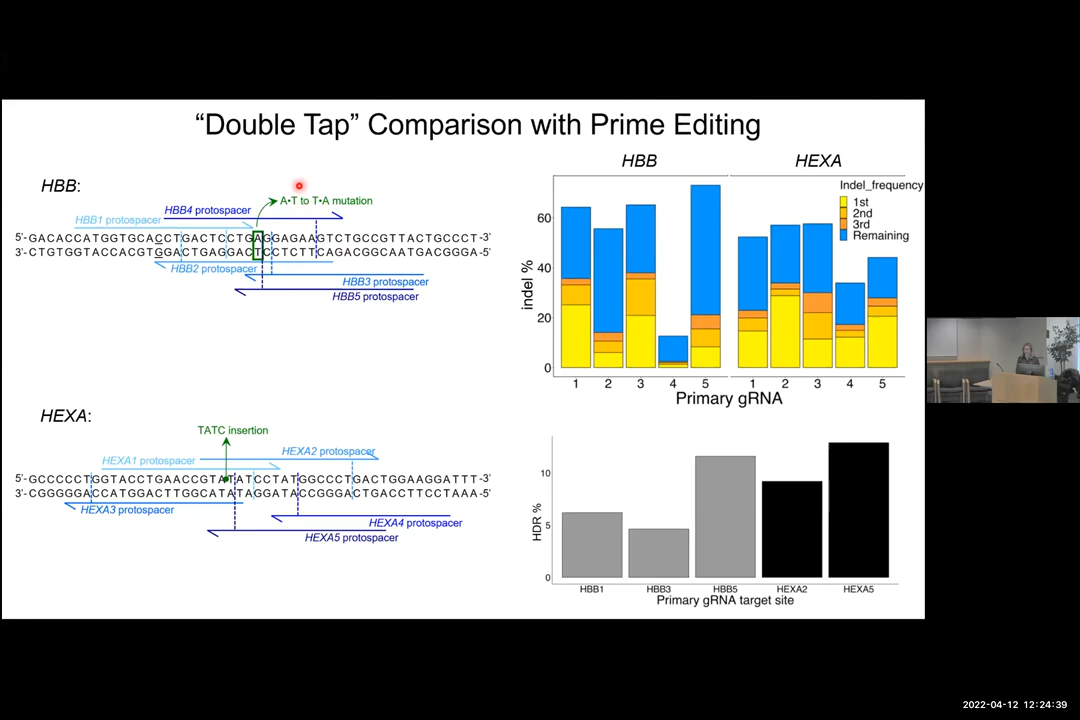 “Double Tap” Comparison with Prime Editing
HBB:
A•T to T•A mutation
HBB4 protospacer
HBB1 protospacer
5'-GACACCATGGTGCACCTGACTCCTGAGGAGAAGTCTGCCGTTACTGCCCT-3'
3'-CTGTGGTACCACGTGGACTGAGGACTCCTCTTCAGACGGCAATGACGGGA-5'
HBB2 protospacer
HBB3 protospacer
HBB5 protospacer
HEXA:
TATC insertion
HEXA2 protospacer
HEXA1 protospacer
5'-GCCCCCTGGTACCTGAACCGTATATCCTATGGCCCTGACTGGAAGGATTT-3'
3'-CGGGGGACCATGGACTTGGCATATAGGATACCGGGACTGACCTTCCTAAA-5'
HEXA3 protospacer
HEXA4 protospacer
HEXA5 protospacer
HBB HEXA
Indel_frequency
1st
2nd
3rd
Remaining
indel %
60
40
20
0
1 2 3 4 5 1 2 3 4 5
Primary gRNA
HDR %
10
5
0
HBB1 HBB3 HBB5 HEXA2 HEXA5
Primary gRNA target site
2022-04-12 12:24:39